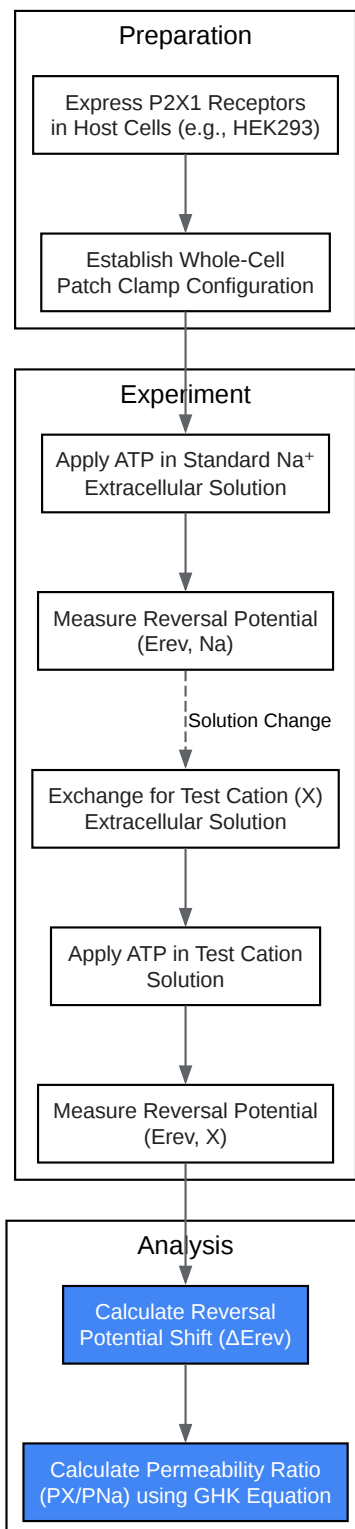 Preparation
Express P2X1 Receptors
in Host Cells (e.g., HEK293)
Establish Whole-Cell
Patch Clamp Configuration
Experiment
Apply ATP in Standard Na⁺
Extracellular Solution
Measure Reversal Potential
(Erev, Na)
Solution Change
Exchange for Test Cation (X)
Extracellular Solution
Apply ATP in Test Cation
Solution
Measure Reversal Potential
(Erev, X)
Analysis
Calculate Reversal
Potential Shift (ΔErev)
Calculate Permeability Ratio
(PX/PNa) using GHK Equation